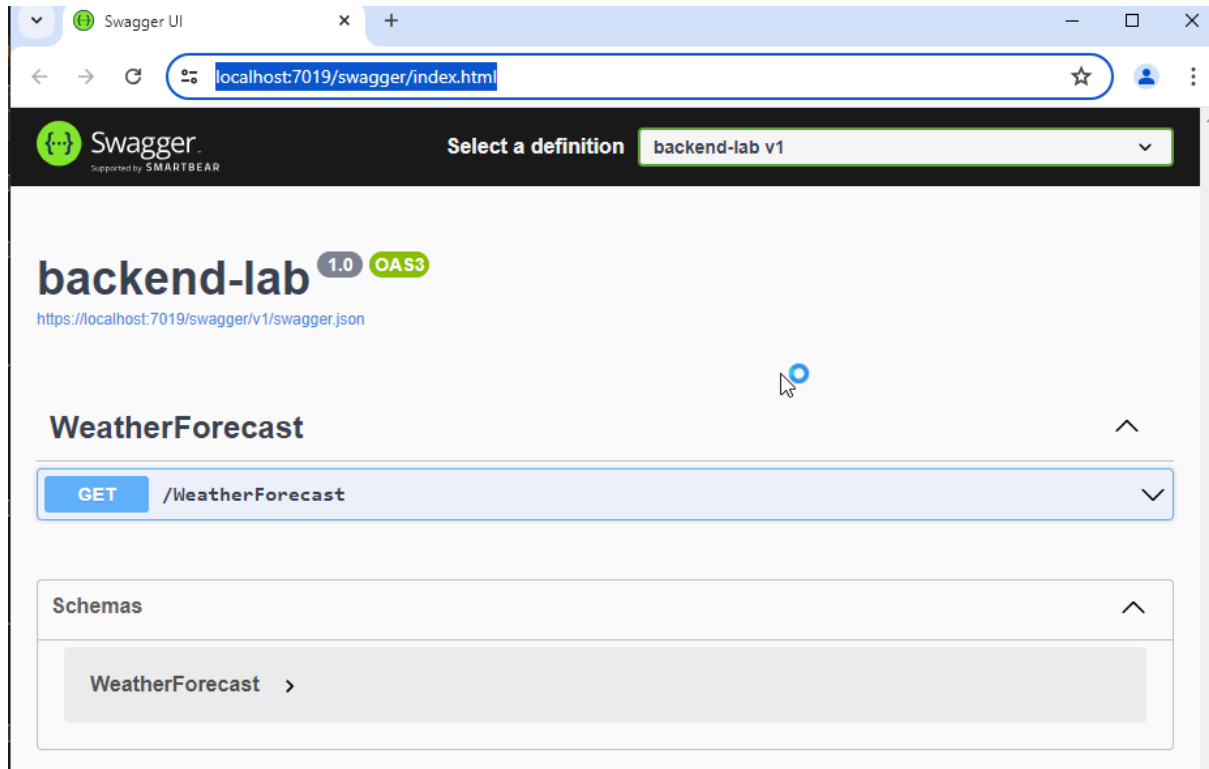 Swagger UI
localhost:7019/swagger/index.html
Swagger.
Supported by SMARTBEAR
Select a definition
backend-lab v1
backend-lab 1.0 OAS3
https://localhost:7019/swagger/v1/swagger.json
WeatherForecast
GET /WeatherForecast
Schemas
WeatherForecast